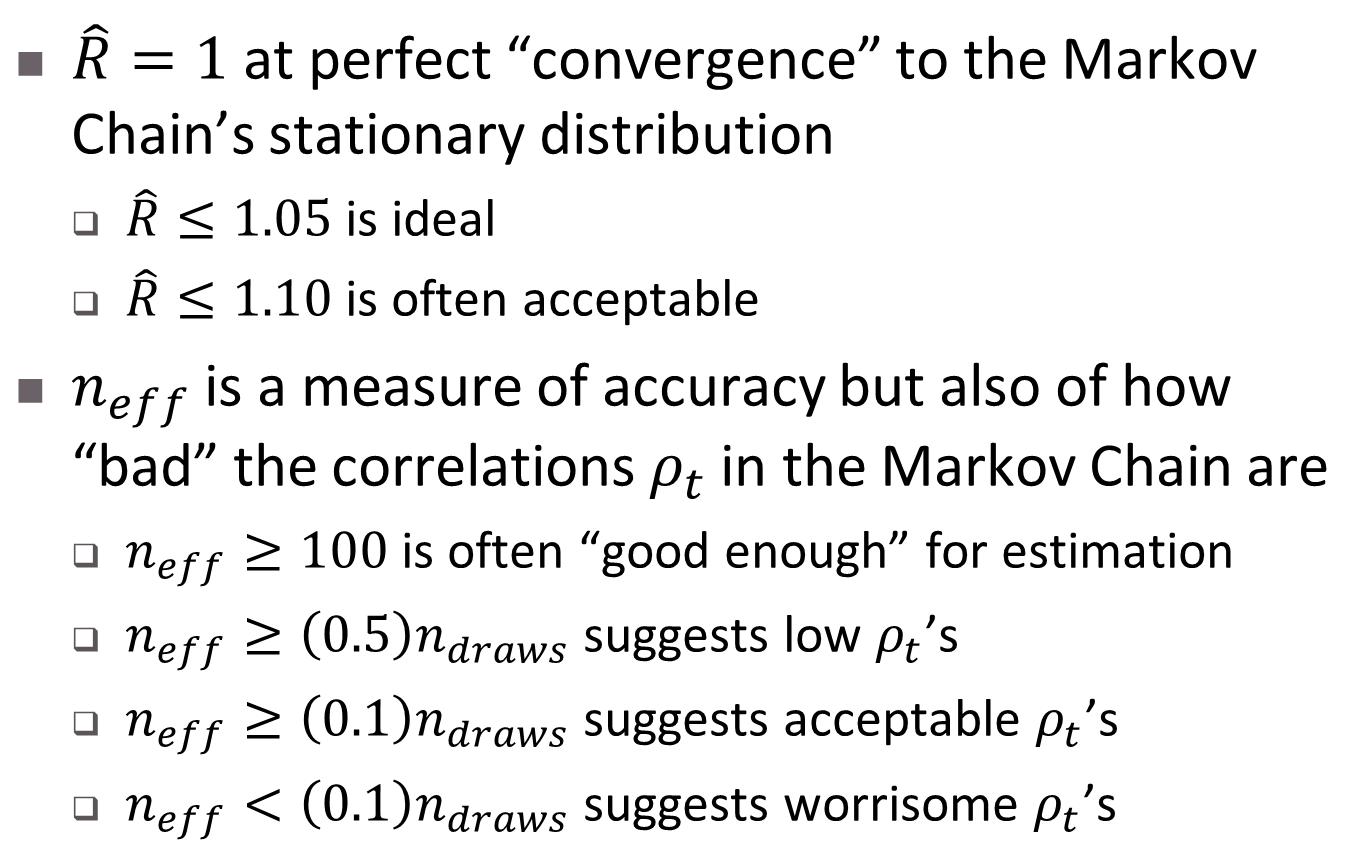 ■ R̂ = 1 at perfect “convergence” to the Markov
Chain’s stationary distribution
❑ R̂ ≤ 1.05 is ideal
❑ R̂ ≤ 1.10 is often acceptable
■ n_eff is a measure of accuracy but also of how
“bad” the correlations ρ_t in the Markov Chain are
❑ n_eff ≥ 100 is often “good enough” for estimation
❑ n_eff ≥ (0.5)n_draws suggests low ρ_t’s
❑ n_eff ≥ (0.1)n_draws suggests acceptable ρ_t’s
❑ n_eff < (0.1)n_draws suggests worrisome ρ_t’s